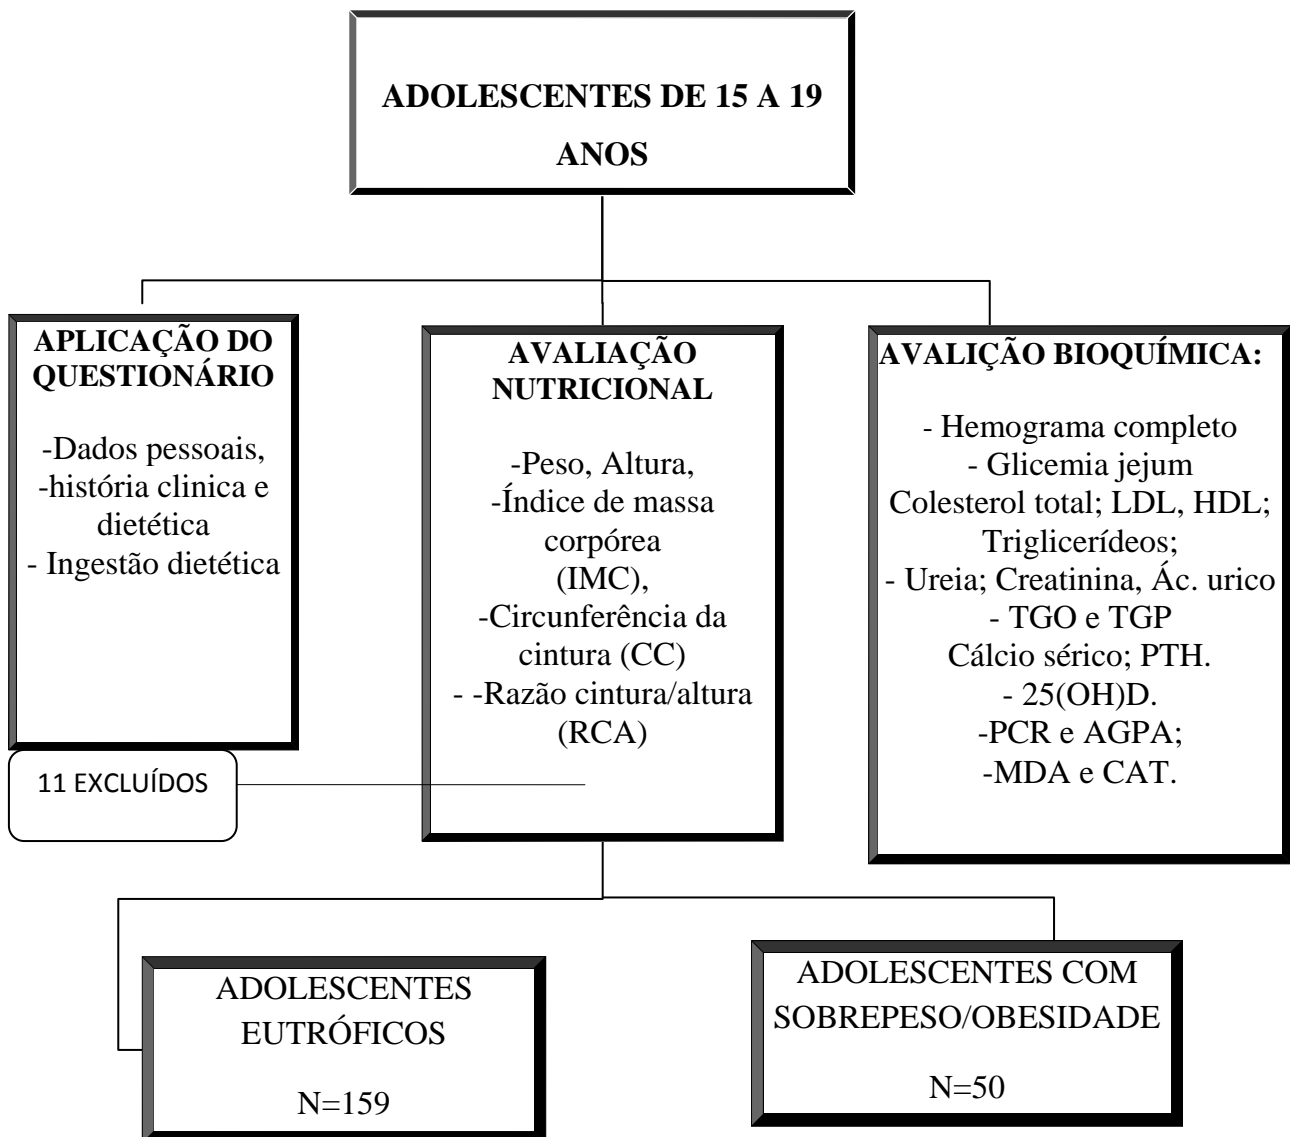 ADOLESCENTES DE 15 A 19
ANOS
APLICAÇÃO DO
QUESTIONÁRIO
-Dados pessoais,
-história clinica e
dietética
- Ingestão dietética
11 EXCLUÍDOS
AVALIAÇÃO
NUTRICIONAL
-Peso, Altura,
-Índice de massa
corpórea
(IMC),
-Circunferência da
cintura (CC)
- -Razão cintura/altura
(RCA)
AVALIÇÃO BIOQUÍMICA:
- Hemograma completo
- Glicemia jejum
Colesterol total; LDL, HDL;
Triglicerídeos;
- Ureia; Creatinina, Ác. urico
- TGO e TGP
Cálcio sérico; PTH.
- 25(OH)D.
-PCR e AGPA;
-MDA e CAT.
ADOLESCENTES
EUTRÓFICOS
N=159
ADOLESCENTES COM
SOBREPESO/OBESIDADE
N=50